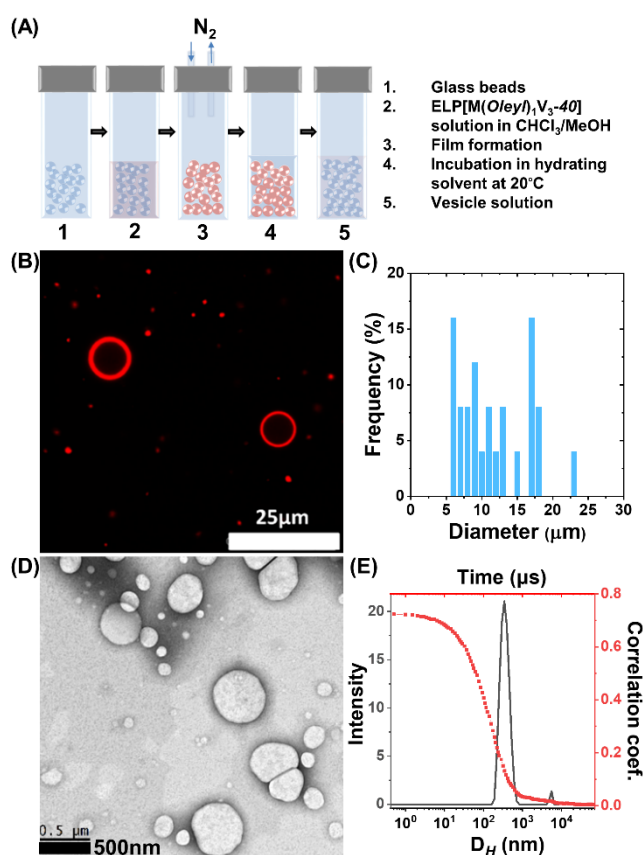 (A)
N2
1. Glass beads
2. ELP[M(Oleyl)1V3-40]
solution in CHCl3/MeOH
3. Film formation
4. Incubation in hydrating
solvent at 20°C
5. Vesicle solution
1 2 3 4 5
(B)
25μm
(C)
20
15
10
5
0
Frequency (%)
0 5 10 15 20 25 30
Diameter (μm)
(D)
0.5 μm
500nm
(E)
Time (μs)
20
15
10
5
0
Intensity
0.8
0.6
0.4
0.2
0.0
Correlation coef.
10^0 10^1 10^2 10^3 10^4
DH (nm)